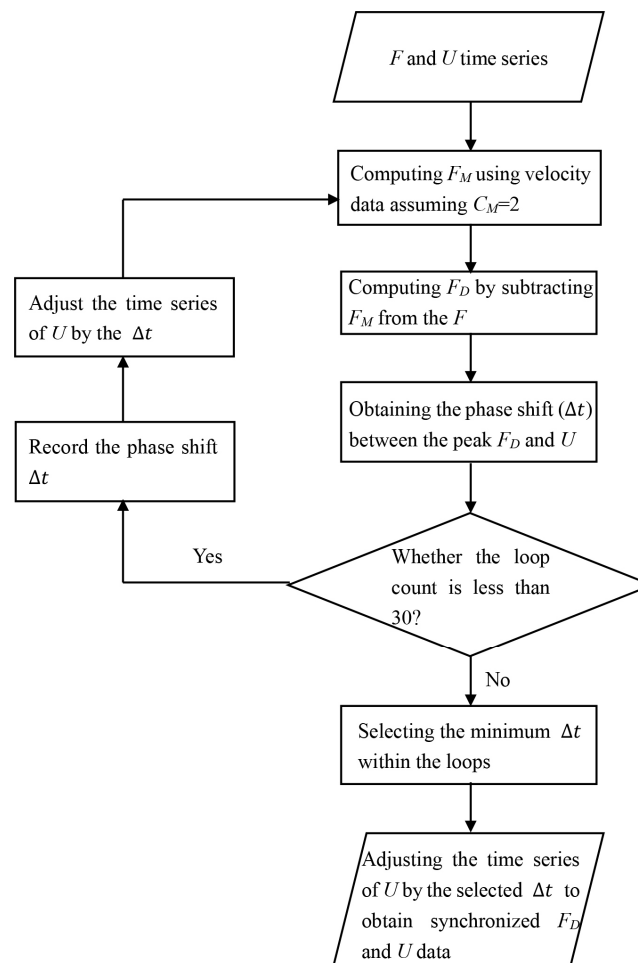 F and U time series
Computing F_M using velocity
data assuming C_M=2
Computing F_D by subtracting
F_M from the F
Obtaining the phase shift (Δt)
between the peak F_D and U
Whether the loop
count is less than
30?
Yes
Record the phase shift
Δt
Adjust the time series
of U by the Δt
No
Selecting the minimum Δt
within the loops
Adjusting the time series
of U by the selected Δt to
obtain synchronized F_D
and U data